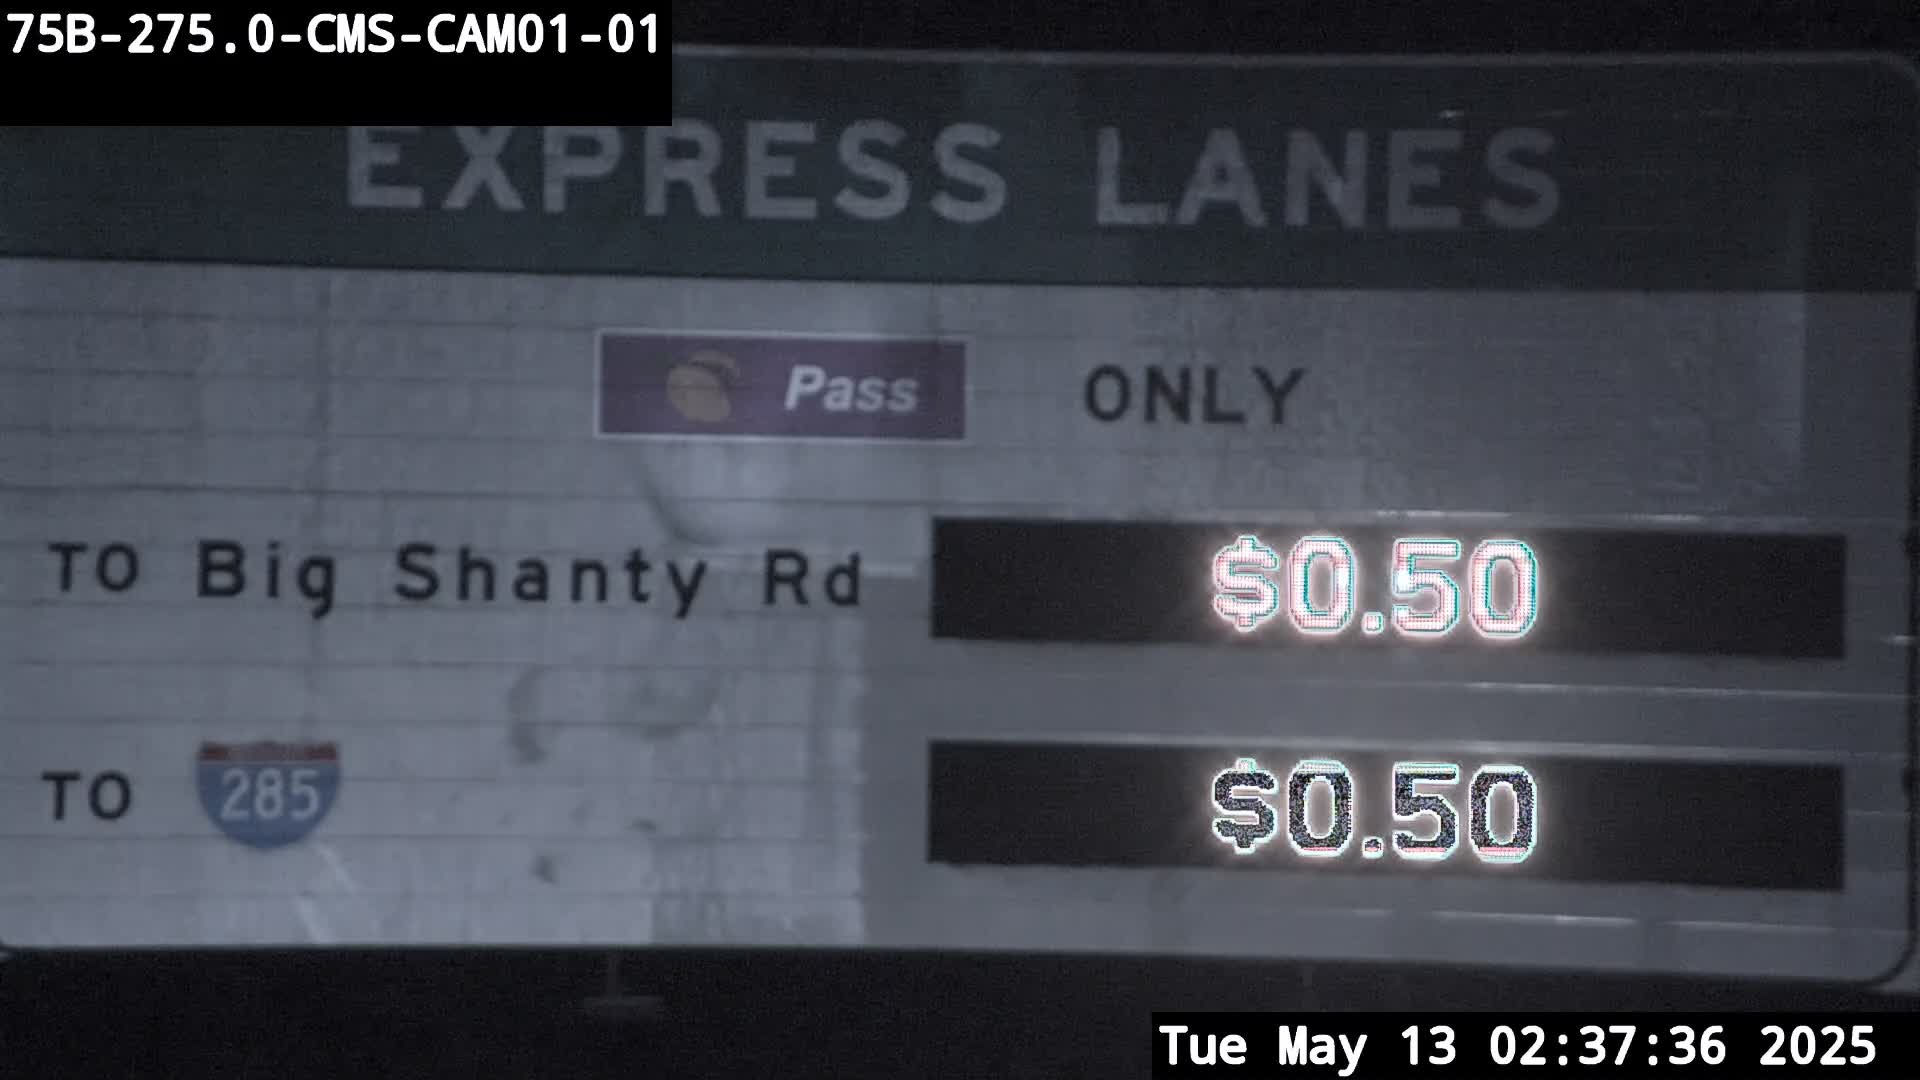 75B-275.0-CMS-CAM01-01
EXPRESS LANES
Pass ONLY
TO Big Shanty Rd $0.50
TO 285 $0.50
Tue May 13 02:37:36 2025